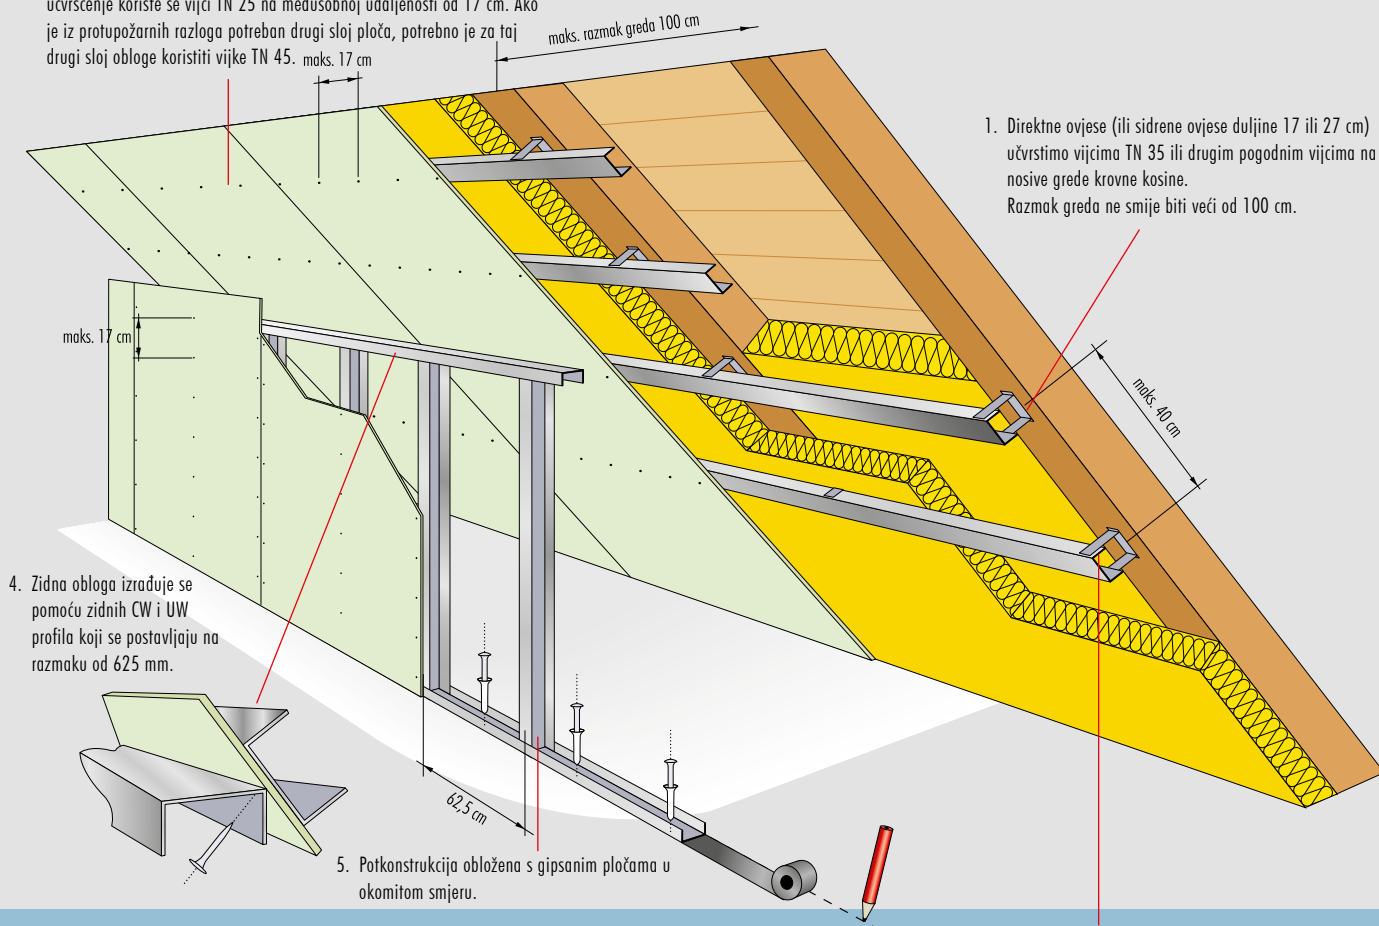 učvršćenje koriste se vijci TN 25 na međusobnoj udaljenosti od 17 cm. Ako
je iz protupožarnih razloga potreban drugi sloj ploča, potrebno je za taj
drugi sloj obloge koristiti vijke TN 45.
maks. 17 cm
maks. razmak greda 100 cm
1. Direktne ovjese (ili sidrene ovjese duljine 17 ili 27 cm)
učvrstimo vijcima TN 35 ili drugim pogodnim vijcima na
nosive grede krovne kosine.
Razmak greda ne smije biti veći od 100 cm.
maks. 17 cm
maks. 40 cm
4. Zidna obloga izrađuje se
pomoću zidnih CW i UW
profila koji se postavljaju na
razmaku od 625 mm.
62,5 cm
5. Potkonstrukcija obložena s gipsanim pločama u
okomitom smjeru.